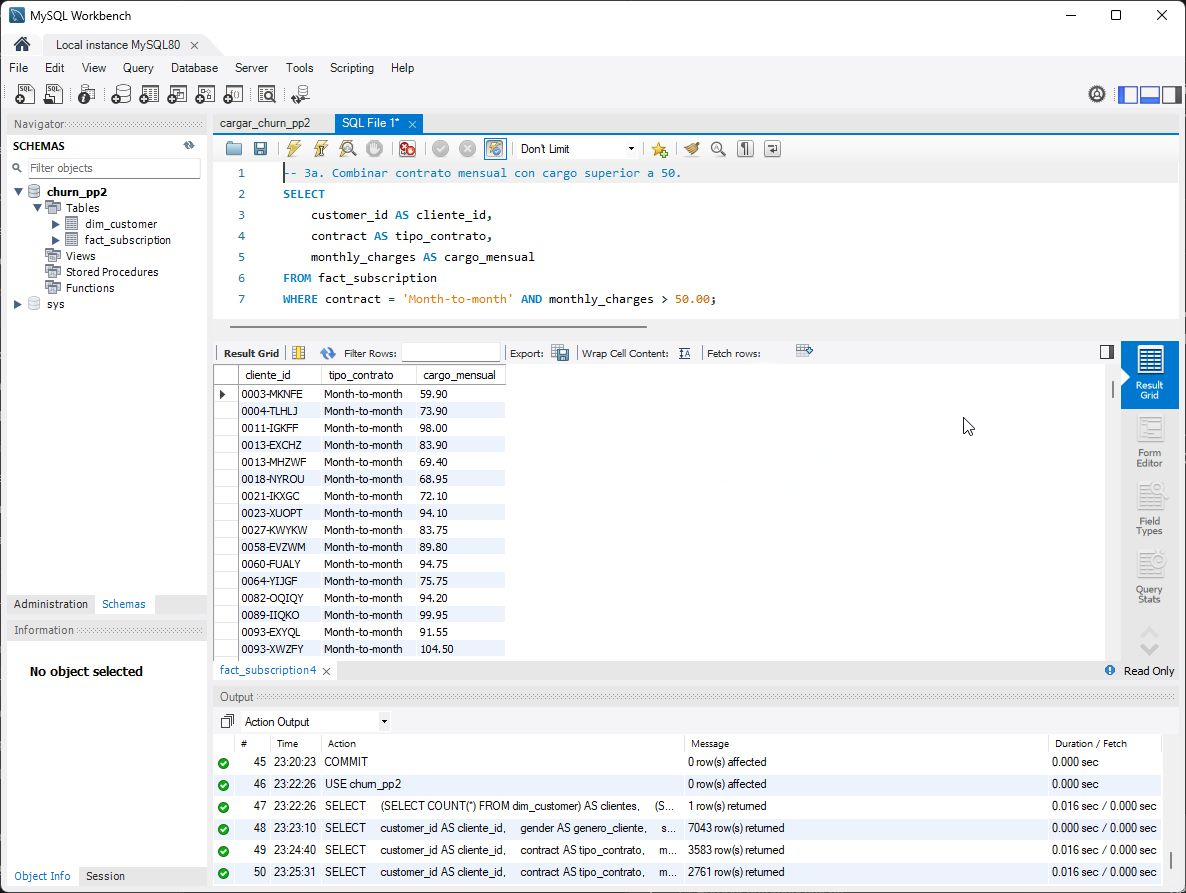 MySQL Workbench
Local instance MySQL80
File Edit View Query Database Server Tools Scripting Help
Navigator
SCHEMAS
Filter objects
churn_pp2
Tables
dim_customer
fact_subscription
Views
Stored Procedures
Functions
sys
Administration Schemas
Information
No object selected
Object Info Session
cargar_churn_pp2 SQL File 1*
Don't Limit
1 -- 3a. Combinar contrato mensual con cargo superior a 50.
2 SELECT
3 customer_id AS cliente_id,
4 contract AS tipo_contrato,
5 monthly_charges AS cargo_mensual
6 FROM fact_subscription
7 WHERE contract = 'Month-to-month' AND monthly_charges > 50.00;
Result Grid Filter Rows: Export: Wrap Cell Content: Fetch rows:
cliente_id tipo_contrato cargo_mensual
0003-MKNFE Month-to-month 59.90
0004-TLHLJ Month-to-month 73.90
0011-IGKFF Month-to-month 98.00
0013-EXCHZ Month-to-month 83.90
0013-MHZWF Month-to-month 69.40
0018-NYROU Month-to-month 68.95
0021-IKXGC Month-to-month 72.10
0023-XUOPT Month-to-month 94.10
0027-KWYKW Month-to-month 83.75
0058-EVZWM Month-to-month 89.80
0060-FUALY Month-to-month 94.75
0064-YIJGF Month-to-month 75.75
0082-OQIQY Month-to-month 94.20
0089-IIQKO Month-to-month 99.95
0093-EXYQL Month-to-month 91.55
0093-XWZFY Month-to-month 104.50
Result
Grid
Form
Editor
Field
Types
Query
Stats
fact_subscription4 Read Only
Output
Action Output
# Time Action Message Duration / Fetch
45 23:20:23 COMMIT 0 row(s) affected 0.000 sec
46 23:22:26 USE churn_pp2 0 row(s) affected 0.000 sec
47 23:22:26 SELECT (SELECT COUNT(*) FROM dim_customer) AS clientes, (S... 1 row(s) returned 0.016 sec / 0.000 sec
48 23:23:10 SELECT customer_id AS cliente_id, gender AS genero_cliente, s... 7043 row(s) returned 0.000 sec / 0.000 sec
49 23:24:40 SELECT customer_id AS cliente_id, contract AS tipo_contrato, m... 3583 row(s) returned 0.016 sec / 0.000 sec
50 23:25:31 SELECT customer_id AS cliente_id, contract AS tipo_contrato, m... 2761 row(s) returned 0.016 sec / 0.000 sec